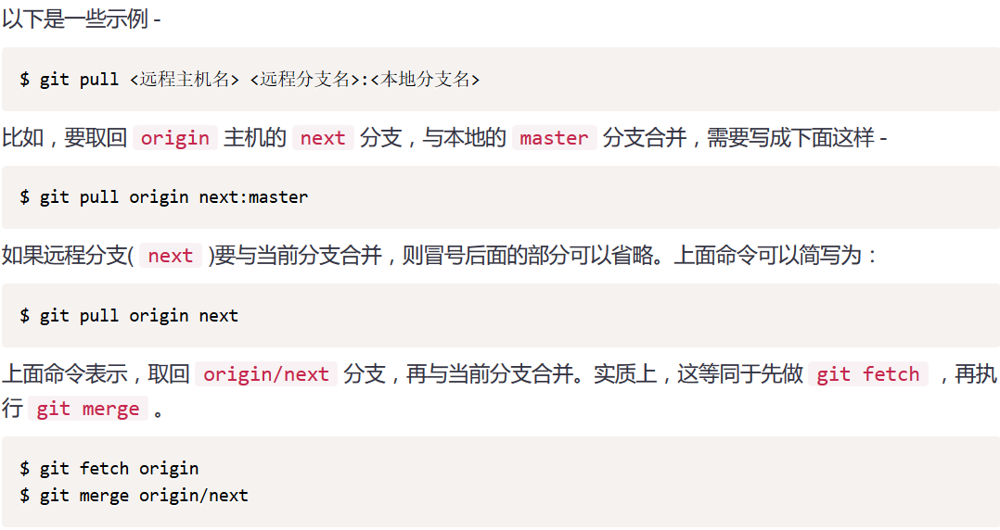 以下是一些示例 -
$ git pull <远程主机名> <远程分支名>:<本地分支名>
比如，要取回 origin 主机的 next 分支，与本地的 master 分支合并，需要写成下面这样 -
$ git pull origin next:master
如果远程分支( next )要与当前分支合并，则冒号后面的部分可以省略。上面命令可以简写为：
$ git pull origin next
上面命令表示，取回 origin/next 分支，再与当前分支合并。实质上，这等同于先做 git fetch ，再执
行 git merge 。
$ git fetch origin
$ git merge origin/next